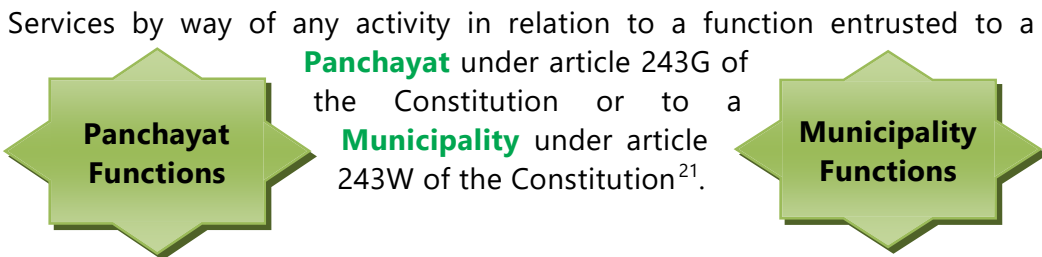 Services by way of any activity in relation to a function entrusted to a
Panchayat under article 243G of
the Constitution or to a
Municipality under article
243W of the Constitution21.
Panchayat
Functions
Municipality
Functions